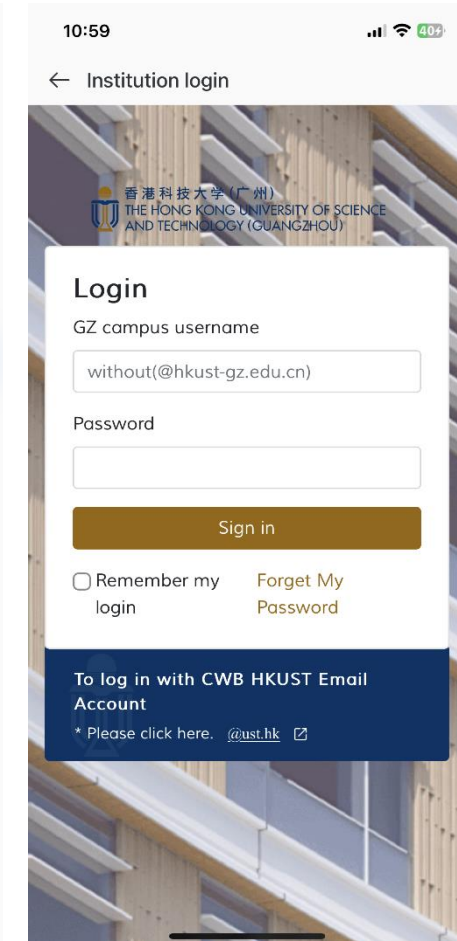 10:59
40
← Institution login
香港科技大学(广州)
THE HONG KONG UNIVERSITY OF SCIENCE
AND TECHNOLOGY (GUANGZHOU)
Login
GZ campus username
without(@hkust-gz.edu.cn)
Password
Sign in
Remember my
login
Forget My
Password
To log in with CWB HKUST Email
Account
* Please click here. @ust.hk